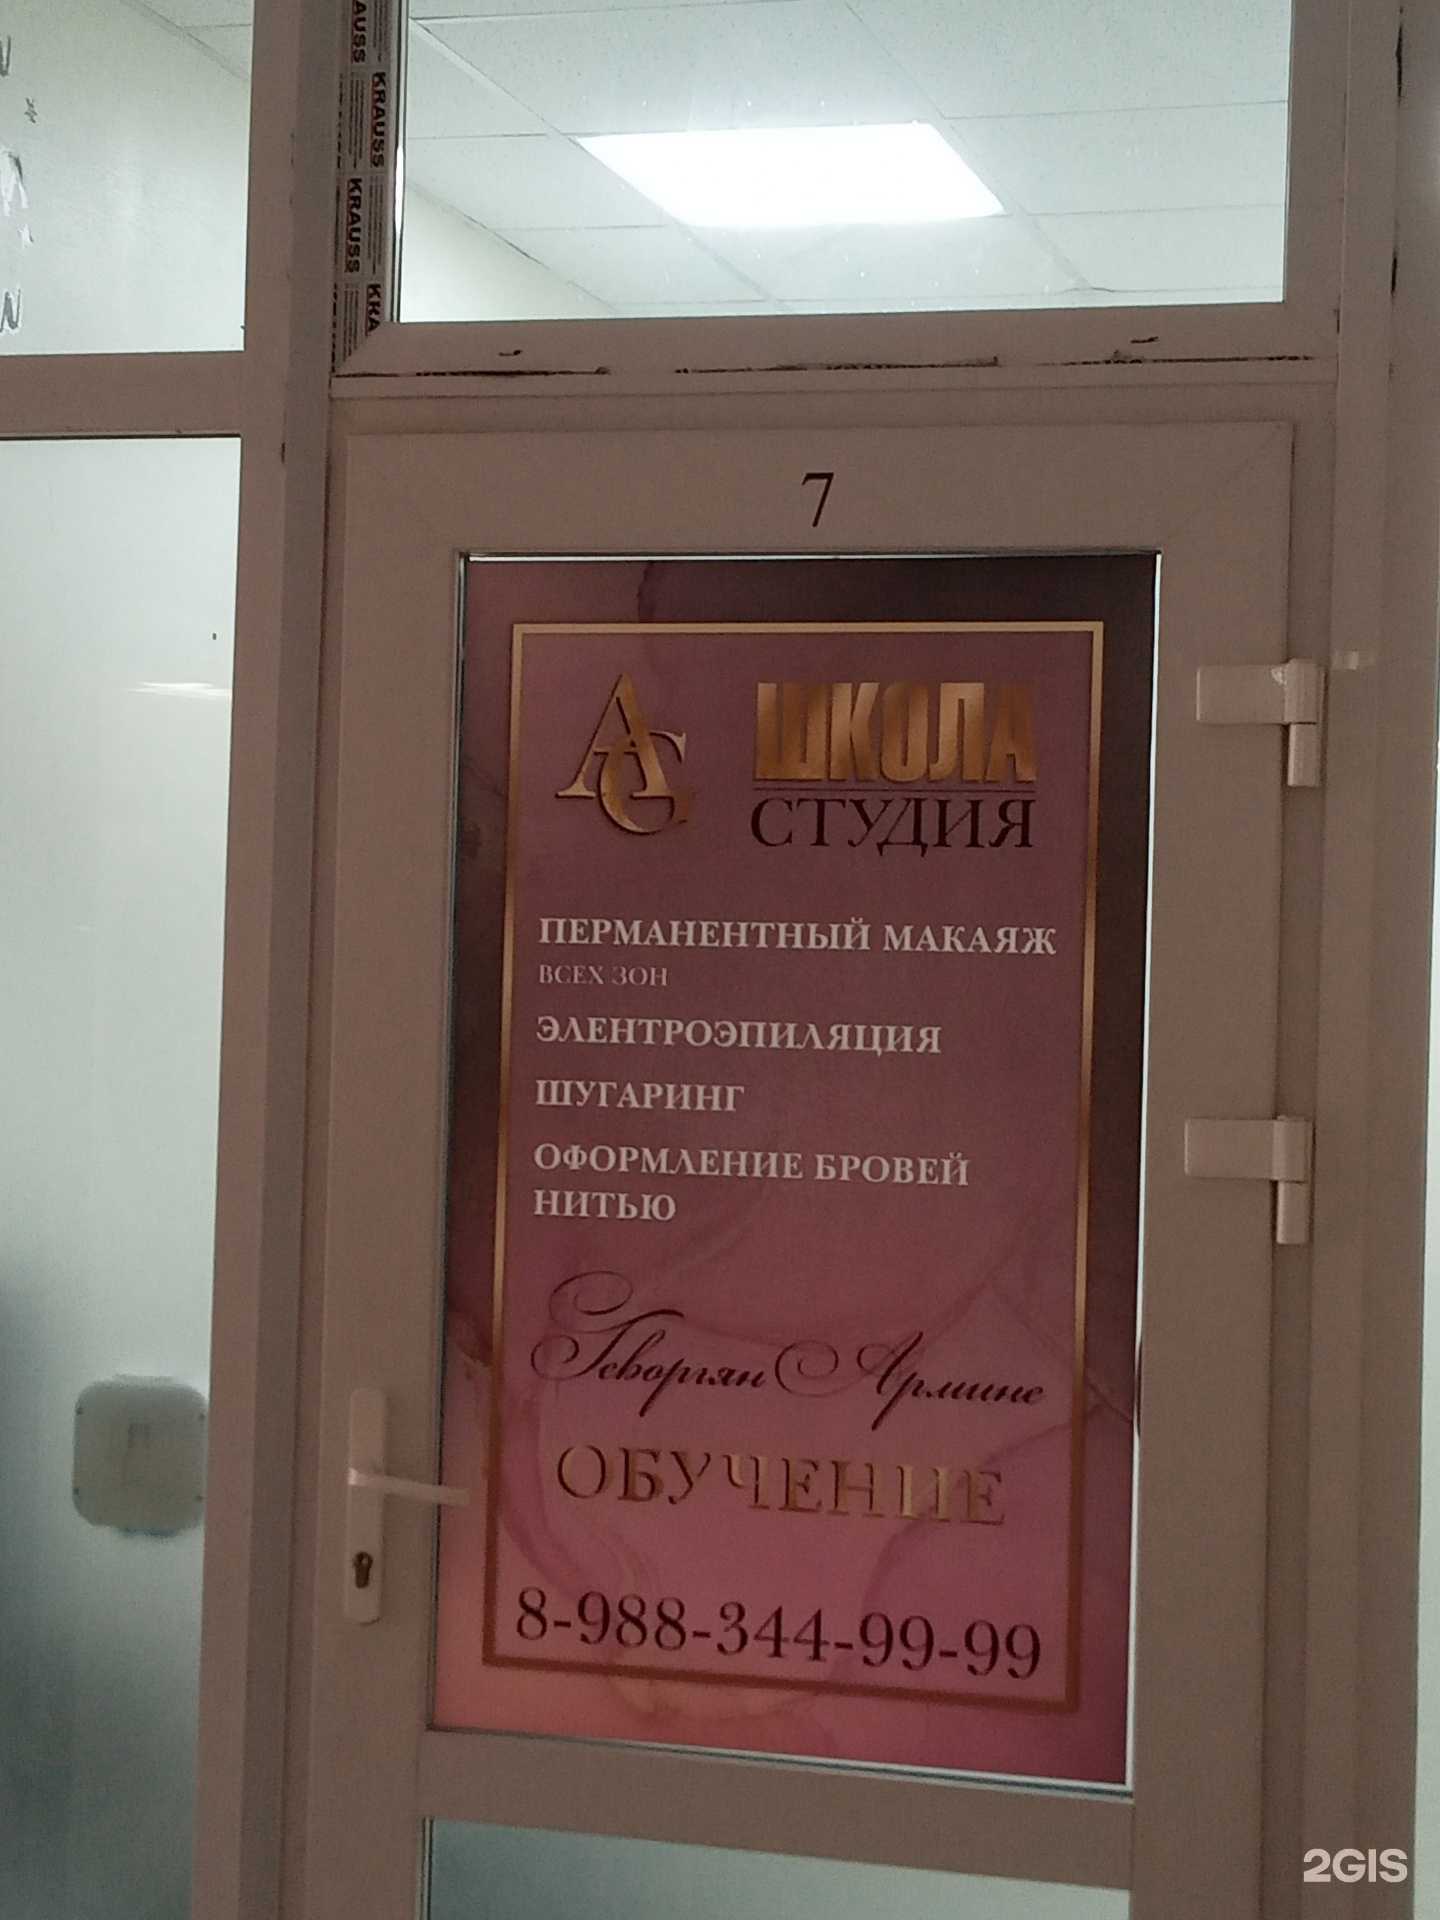 KRAUSS
KRAUSS
7
AG
ШКОЛА
СТУДИЯ
ПЕРМАНЕНТНЫЙ МАКАЯЖ
ВСЕХ ЗОН
ЭЛЕНТРОЭПИЛЯЦИЯ
ШУГАРИНГ
ОФОРМЛЕНИЕ БРОВЕЙ
НИТЬЮ
Геворгян Армине
ОБУЧЕНИЕ
8-988-344-99-99
2GIS